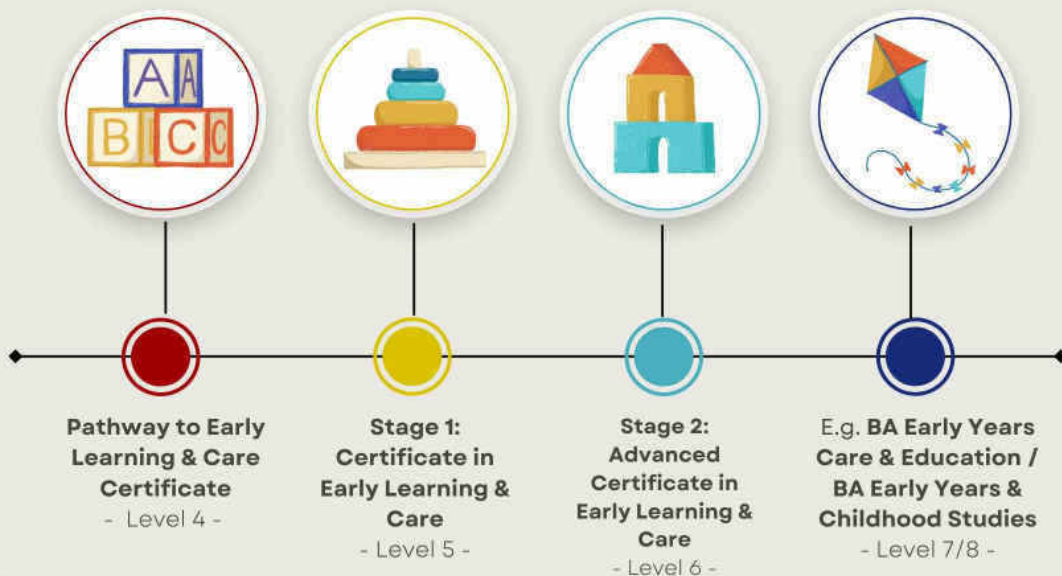 A A
B C C
Pathway to Early
Learning & Care
Certificate
- Level 4 -
Stage 1:
Certificate in
Early Learning &
Care
- Level 5 -
Stage 2:
Advanced
Certificate in
Early Learning &
Care
- Level 6 -
E.g. BA Early Years
Care & Education /
BA Early Years &
Childhood Studies
- Level 7/8 -